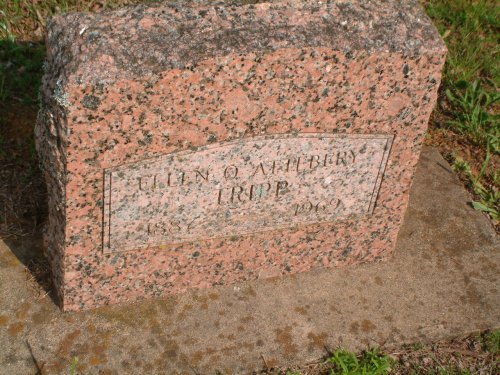 ELLEN O. ATTEBERY
TRIPP
1887 1969